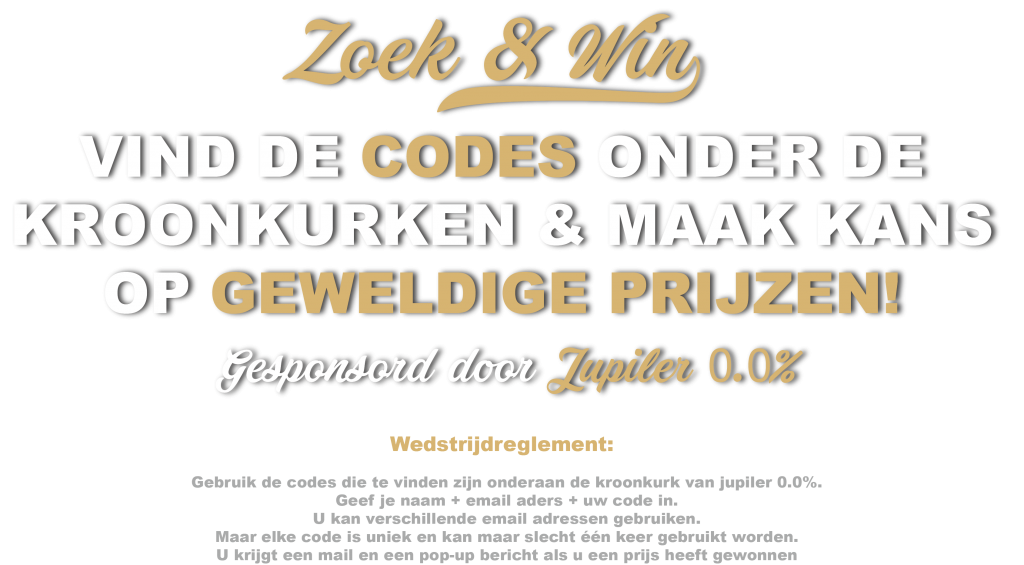 Zoek & Win
VIND DE CODES ONDER DE
KROONKURKEN & MAAK KANS
OP GEWELDIGE PRIJZEN!
Gesponsord door Jupiler 0.0%
Wedstrijdreglement:
Gebruik de codes die te vinden zijn onderaan de kroonkurk van jupiler 0.0%.
Geef je naam + email aders + uw code in.
U kan verschillende email adressen gebruiken.
Maar elke code is uniek en kan maar slecht één keer gebruikt worden.
U krijgt een mail en een pop-up bericht als u een prijs heeft gewonnen